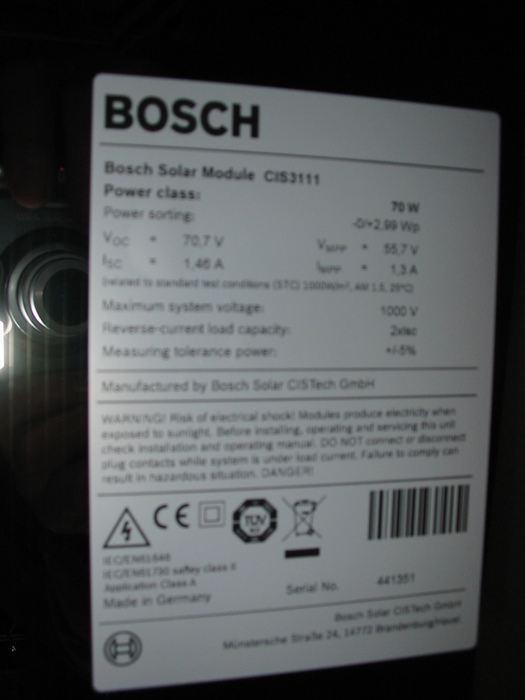 BOSCH
Bosch Solar Module CIS3111
Power class: 70 W
Power sorting: -0/+2,99 Wp
VOC = 70,7 V VMPP = 55,7 V
ISC = 1,46 A IMPP = 1,3 A
(related to standard test conditions (STC) 1000W/m², AM 1.5, 25°C)
Maximum system voltage: 1000 V
Reverse-current load capacity: 2xIsc
Measuring tolerance power: +/-5%
Manufactured by Bosch Solar CISTech GmbH
WARNING! Risk of electrical shock! Modules produce electricity when
exposed to sunlight. Before installing, operating and servicing this unit
check installation and operating manual. DO NOT connect or disconnect
plug contacts while system is under load current. Failure to comply can
result in hazardous situation. DANGER!
CE TÜV
IEC/EN61646
IEC/EN61730 saftey class II
Application Class A
Made in Germany Serial No. 441351
Bosch Solar CISTech GmbH
Münstersche Straße 24, 14772 Brandenburg/Havel